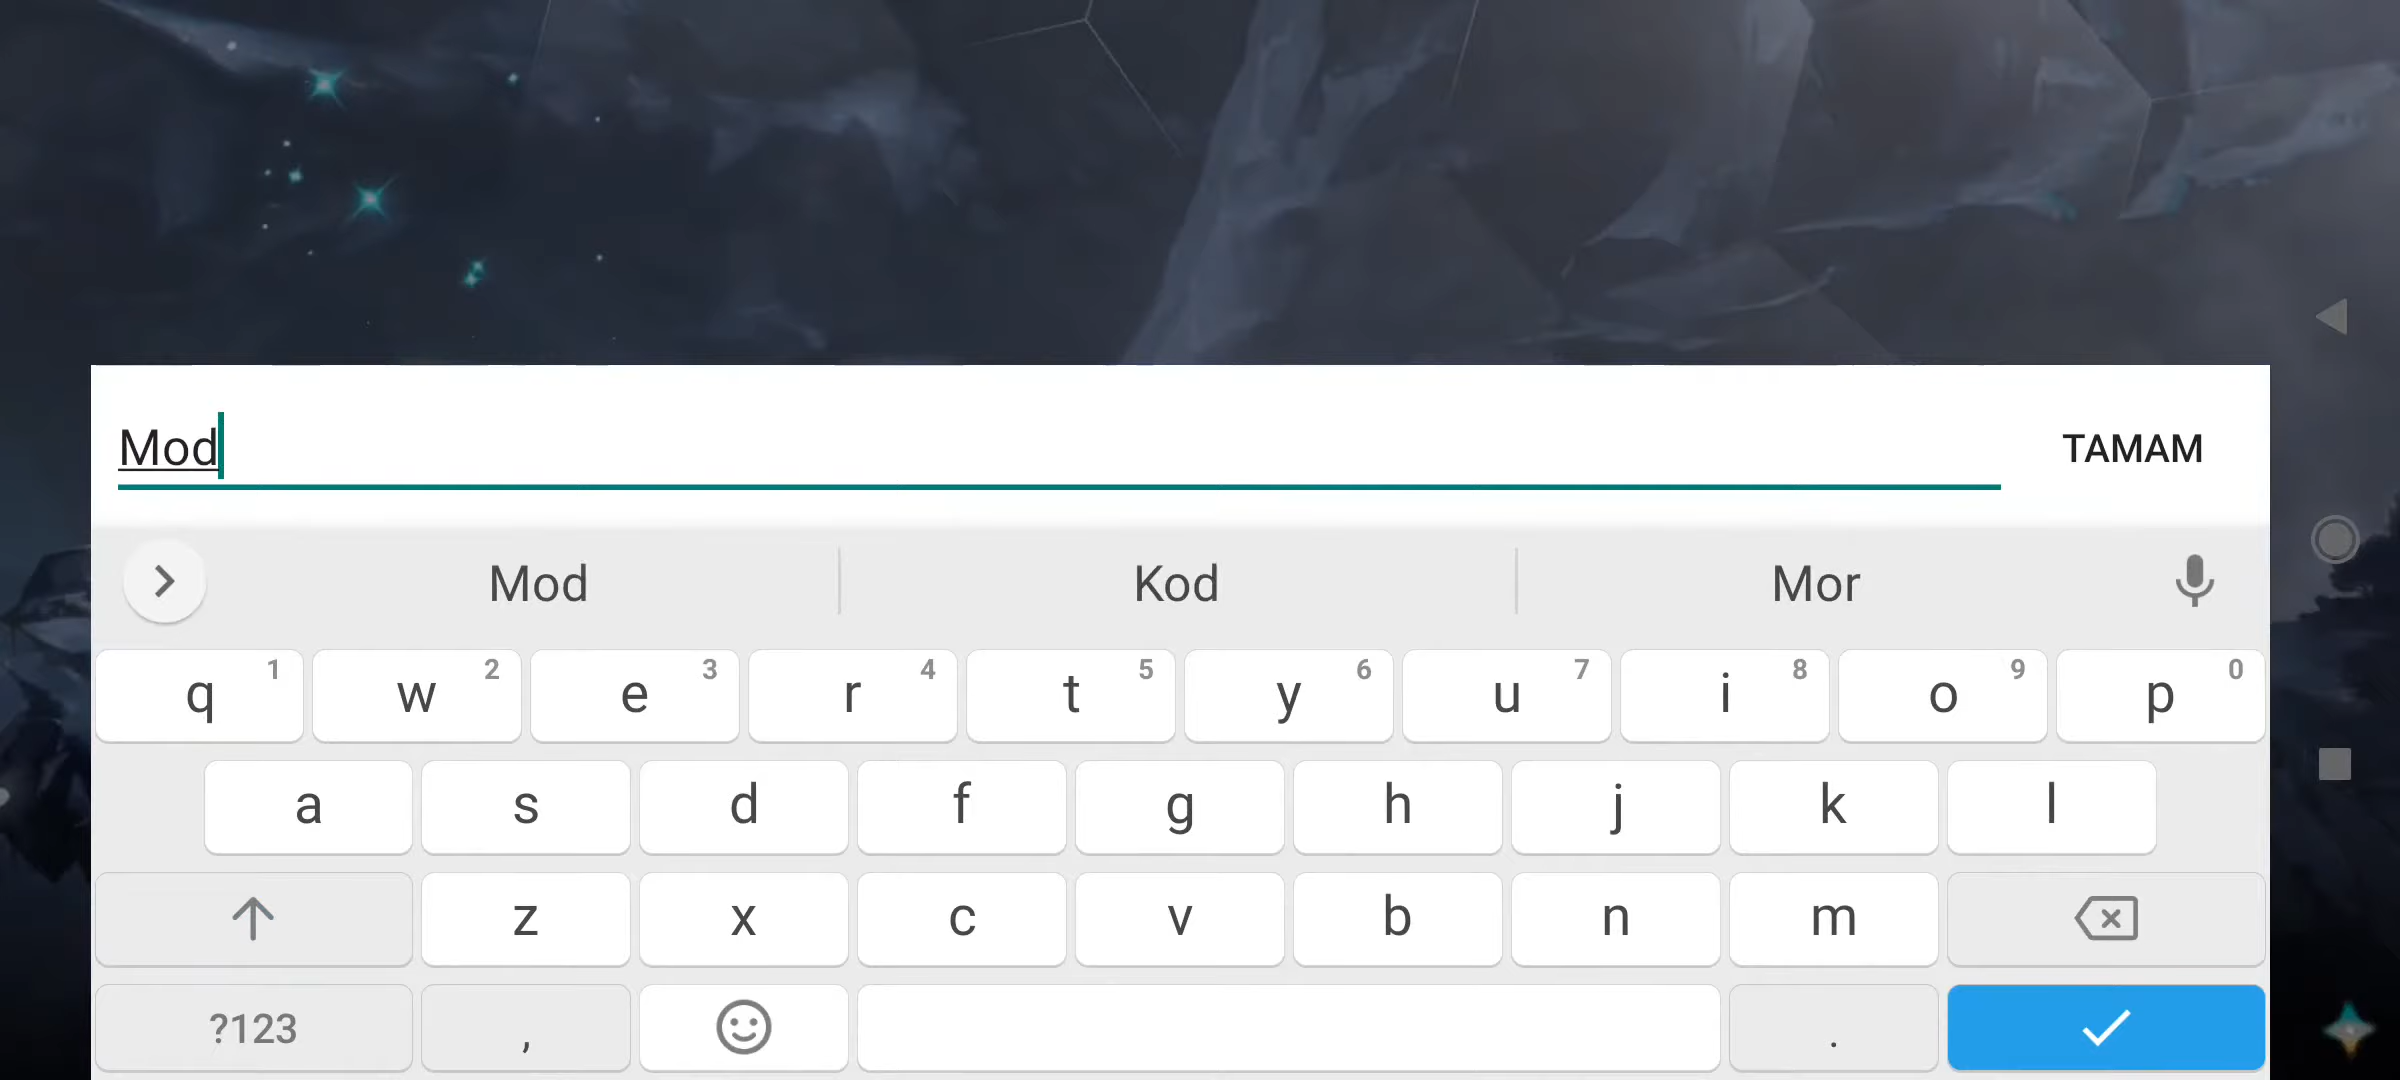 Mod
TAMAM
Mod Kod Mor
q 1 w 2 e 3 r 4 t 5 y 6 u 7 i 8 o 9 p 0
a s d f g h j k l
z x c v b n m
?123 , .